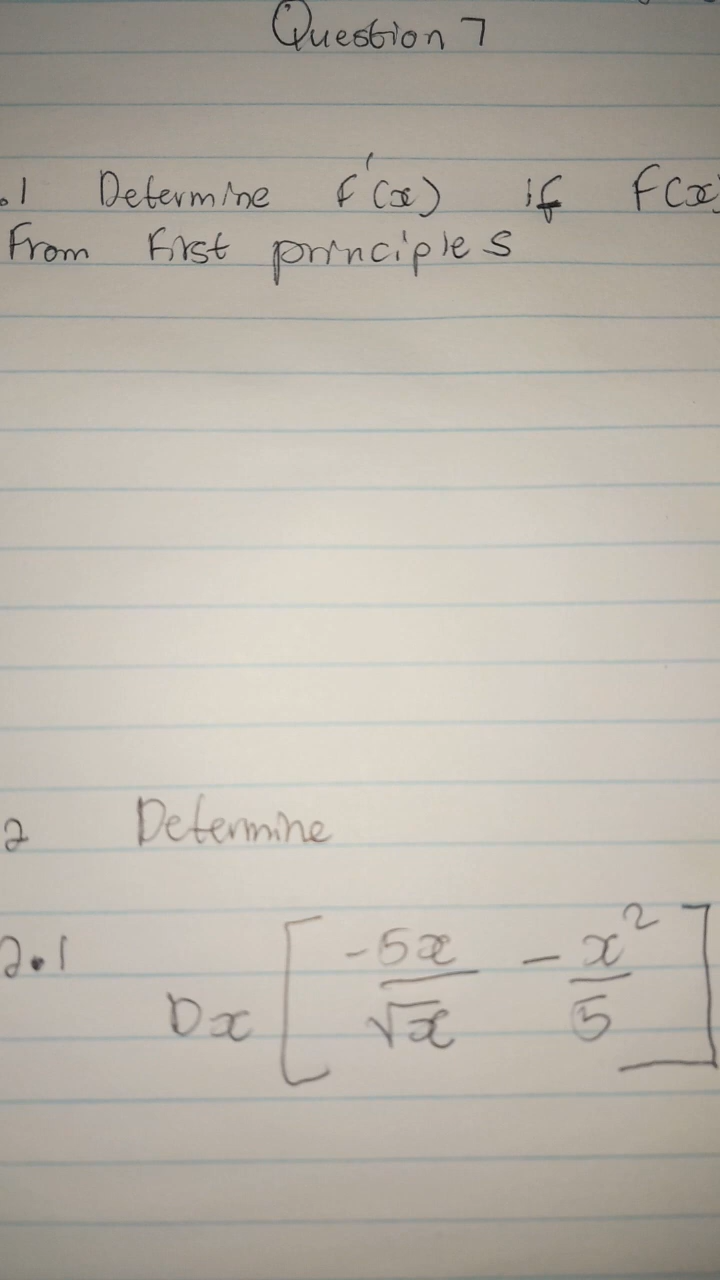 Question 7
.1 Determine f'(x) if F(x)
From First principles
2 Determine
2.1 Dx [ -5x/√x - x²/5 ]